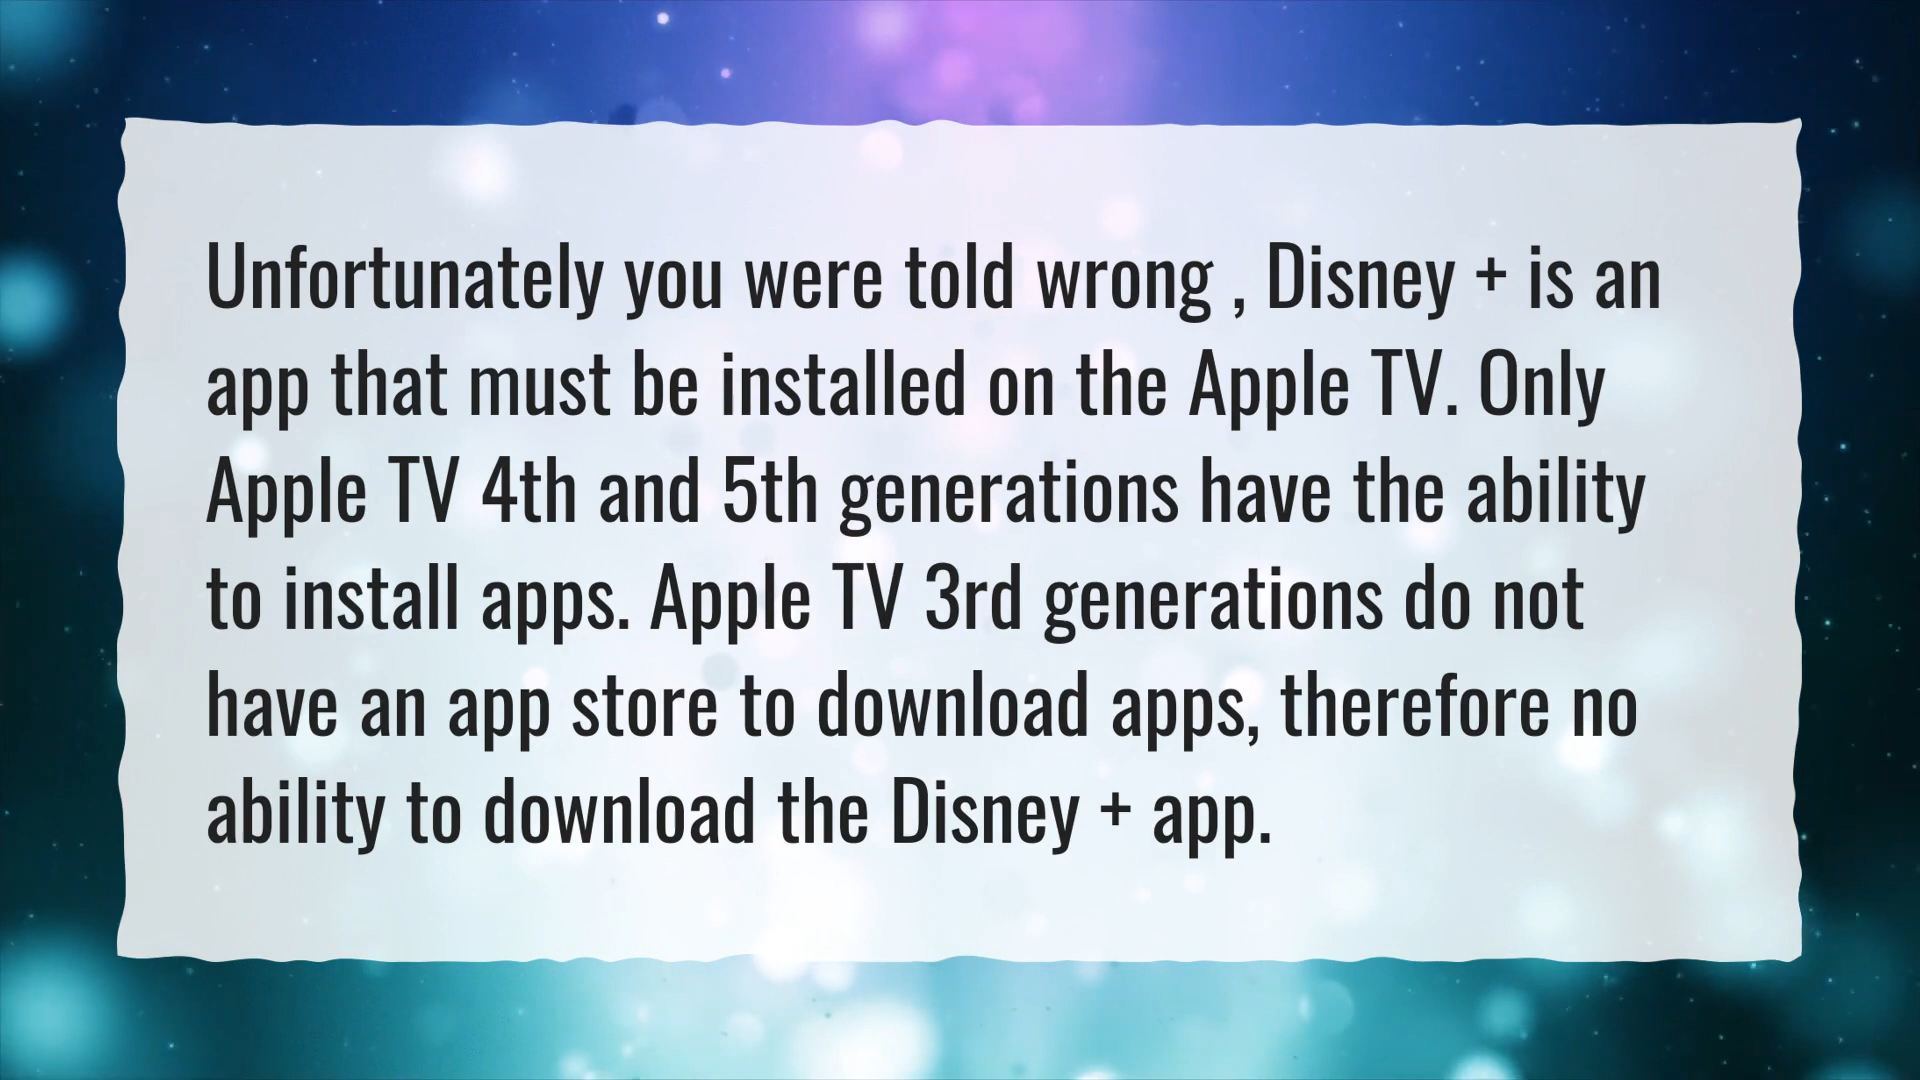 Unfortunately you were told wrong , Disney + is an
app that must be installed on the Apple TV. Only
Apple TV 4th and 5th generations have the ability
to install apps. Apple TV 3rd generations do not
have an app store to download apps, therefore no
ability to download the Disney + app.